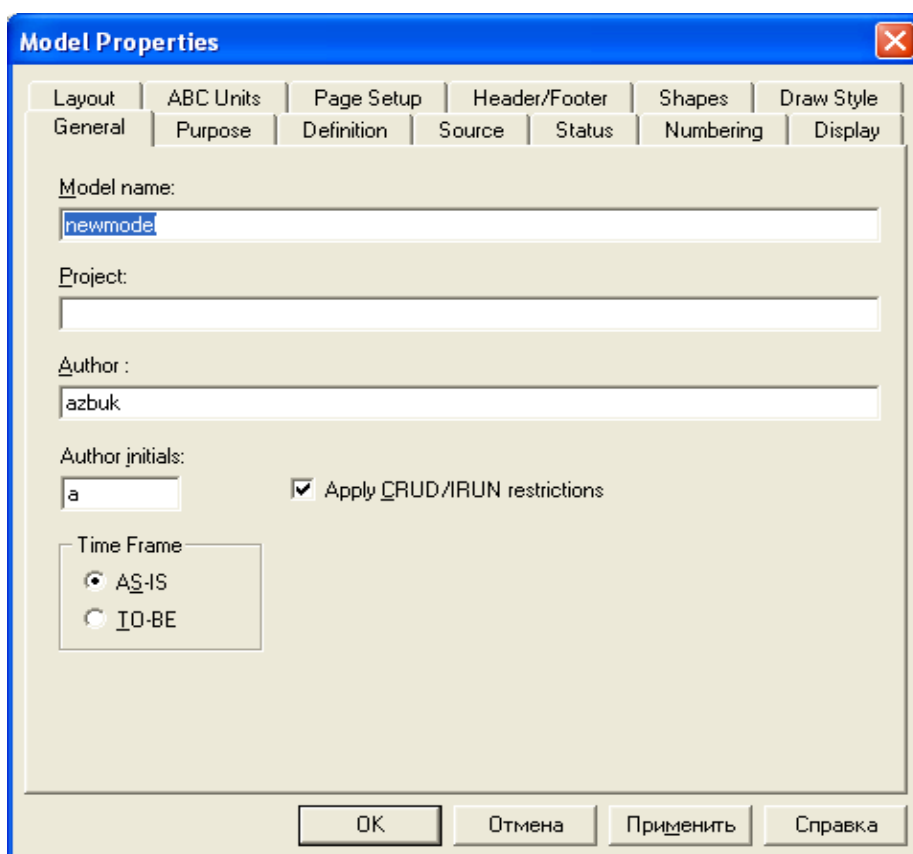 Model Properties
Layout ABC Units Page Setup Header/Footer Shapes Draw Style
General Purpose Definition Source Status Numbering Display
Model name:
newmodel
Project:
Author :
azbuk
Author initials:
a
Apply CRUD/IRUN restrictions
Time Frame
AS-IS
TO-BE
OK Отмена Применить Справка